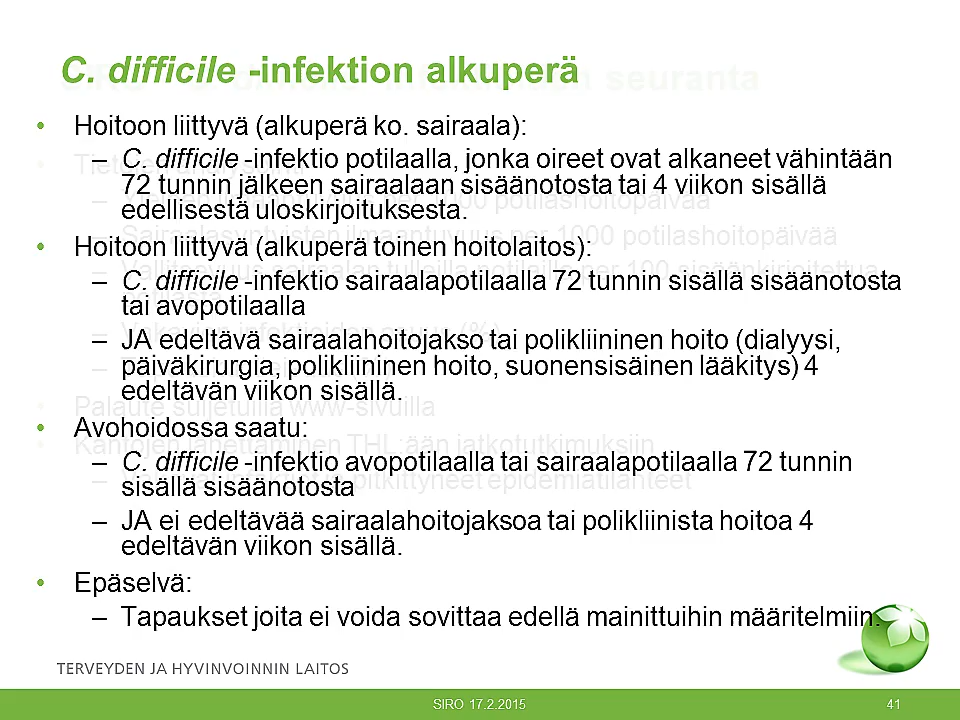 C. difficile -infektion alkuperä
• Hoitoon liittyvä (alkuperä ko. sairaala):
– C. difficile -infektio potilaalla, jonka oireet ovat alkaneet vähintään
72 tunnin jälkeen sairaalaan sisäänotosta tai 4 viikon sisällä
edellisestä uloskirjoituksesta.
• Hoitoon liittyvä (alkuperä toinen hoitolaitos):
– C. difficile -infektio sairaalapotilaalla 72 tunnin sisällä sisäänotosta
tai avopotilaalla
– JA edeltävä sairaalahoitojakso tai polikliininen hoito (dialyysi,
päiväkirurgia, polikliininen hoito, suonensisäinen lääkitys) 4
edeltävän viikon sisällä.
• Avohoidossa saatu:
– C. difficile -infektio avopotilaalla tai sairaalapotilaalla 72 tunnin
sisällä sisäänotosta
– JA ei edeltävää sairaalahoitojaksoa tai polikliinista hoitoa 4
edeltävän viikon sisällä.
• Epäselvä:
– Tapaukset joita ei voida sovittaa edellä mainittuihin määritelmiin.
TERVEYDEN JA HYVINVOINNIN LAITOS
SIRO 17.2.2015
41